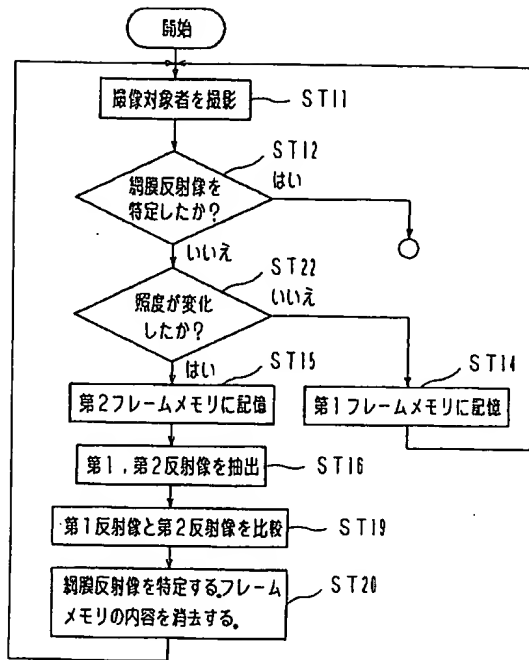 開始
撮像対象者を撮影
ST11
網膜反射像を
特定したか?
ST12
はい
いいえ
照度が変化
したか?
ST22
いいえ
はい
第2フレームメモリに記憶
ST15
第1フレームメモリに記憶
ST14
第1,第2反射像を抽出
ST16
第1反射像と第2反射像を比較
ST19
網膜反射像を特定する。フレーム
メモリの内容を消去する。
ST20